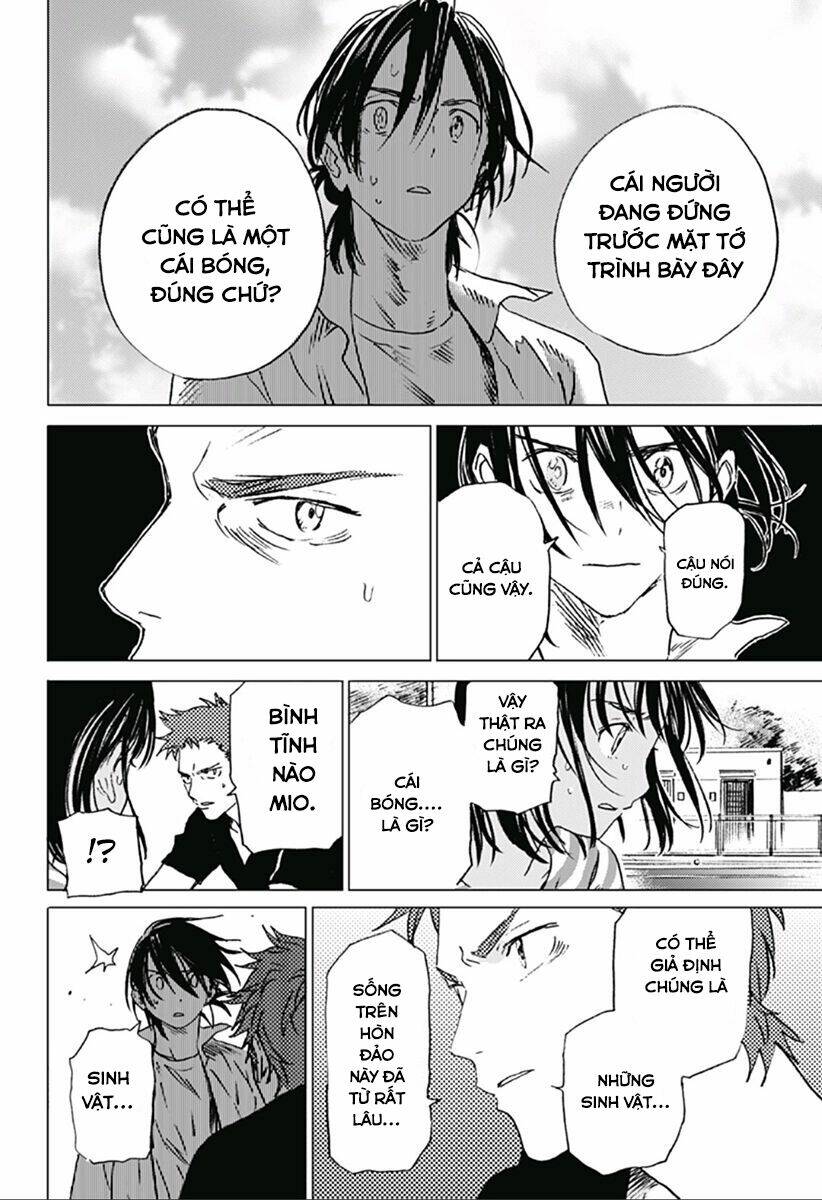 CÁI NGƯỜI
ĐANG ĐỨNG
TRƯỚC MẶT TỚ
TRÌNH BÀY ĐÂY
CÓ THỂ
CŨNG LÀ MỘT
CÁI BÓNG,
ĐÚNG CHỨ?
CẬU NÓI
ĐÚNG.
CẢ CẬU
CŨNG VẬY.
VẬY
THẬT RA
CHÚNG
LÀ GÌ?
CÁI
BÓNG....
LÀ GÌ?
BÌNH
TĨNH
NÀO
MIO.
!?
CÓ THỂ
GIẢ ĐỊNH
CHÚNG LÀ
NHỮNG
SINH VẬT...
SỐNG
TRÊN
HÒN
ĐẢO
NÀY ĐÃ
TỪ RẤT
LÂU...
SINH
VẬT...